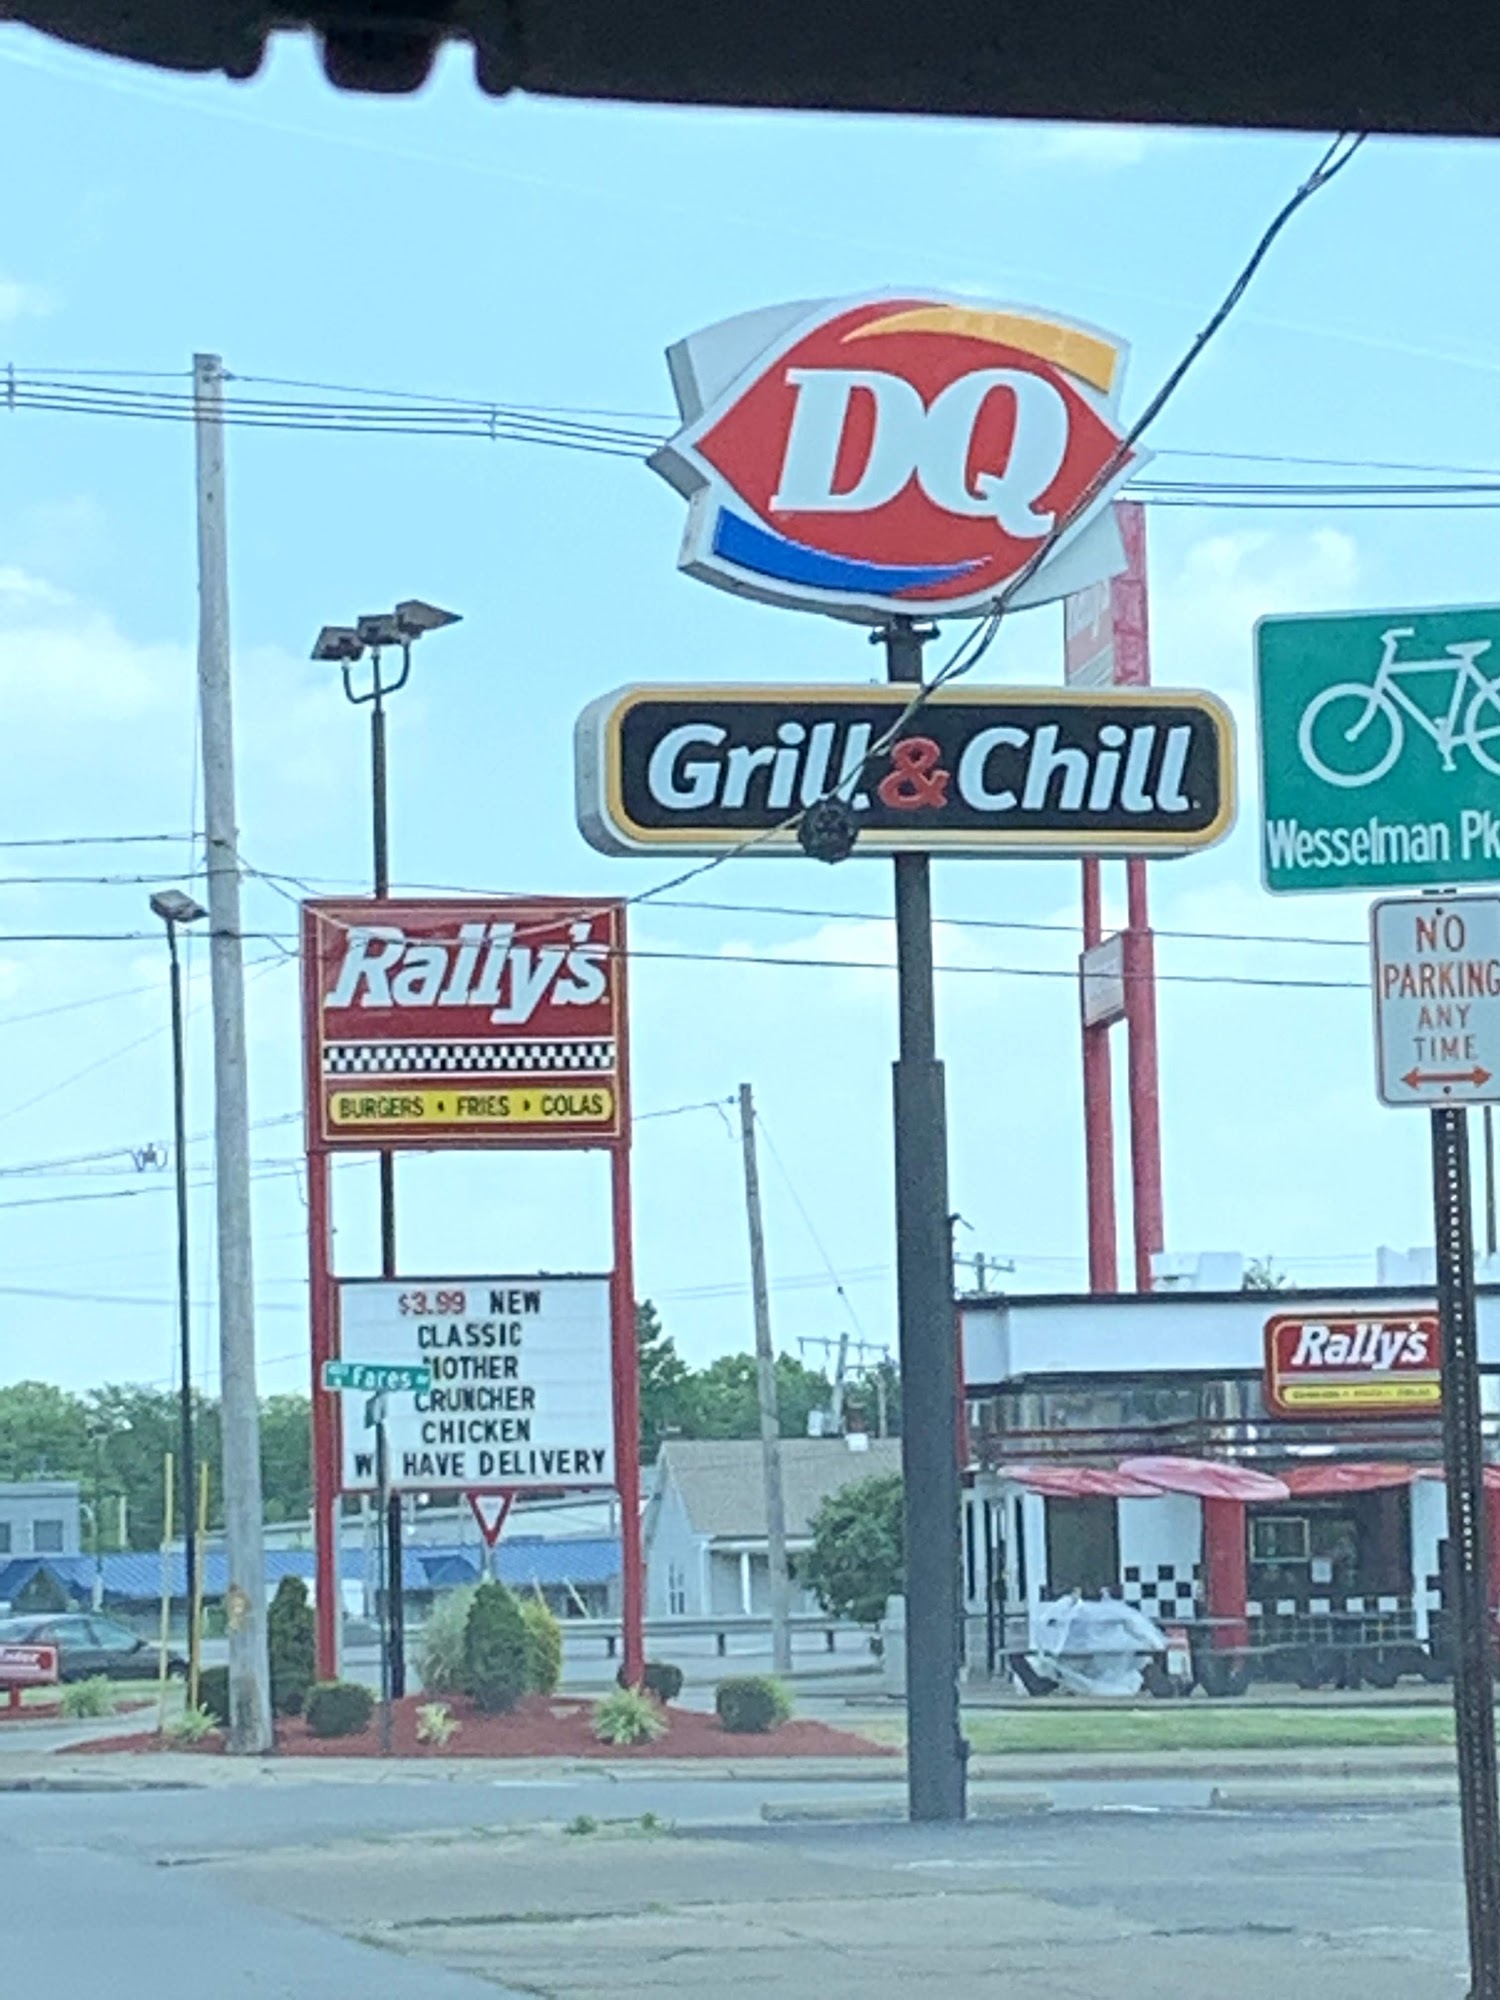 DQ
Grill & Chill
Wesselman Pk
NO
PARKING
ANY
TIME
Rally's
BURGERS • FRIES • COLAS
$3.99 NEW
CLASSIC
MOTHER
CRUNCHER
CHICKEN
W HAVE DELIVERY
Fares
Rally's